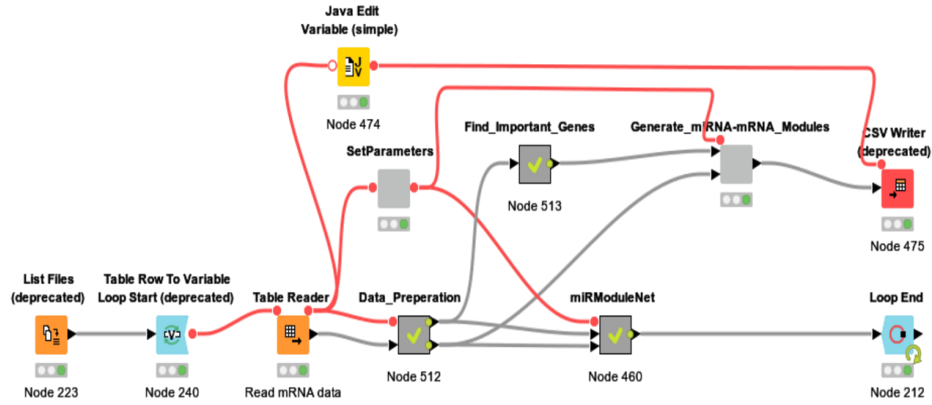 Java Edit
Variable (simple)
Node 474
SetParameters
Find_Important_Genes
Node 513
Generate_miRNA-mRNA_Modules
CSV Writer
(deprecated)
Node 475
List Files
(deprecated)
Node 223
Table Row To Variable
Loop Start (deprecated)
Node 240
Table Reader
Read mRNA data
Data_Preperation
Node 512
miRModuleNet
Node 460
Loop End
Node 212